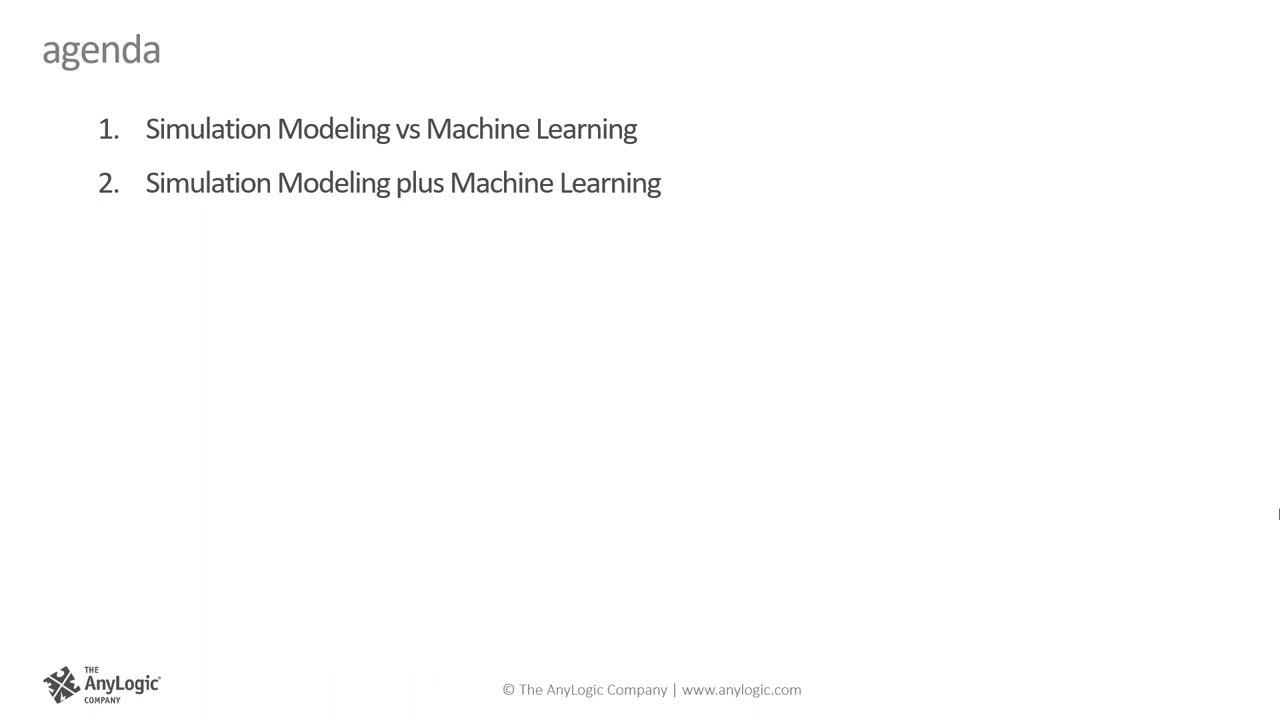 agenda
1. Simulation Modeling vs Machine Learning
2. Simulation Modeling plus Machine Learning
THE
AnyLogic®
COMPANY
© The AnyLogic Company | www.anylogic.com